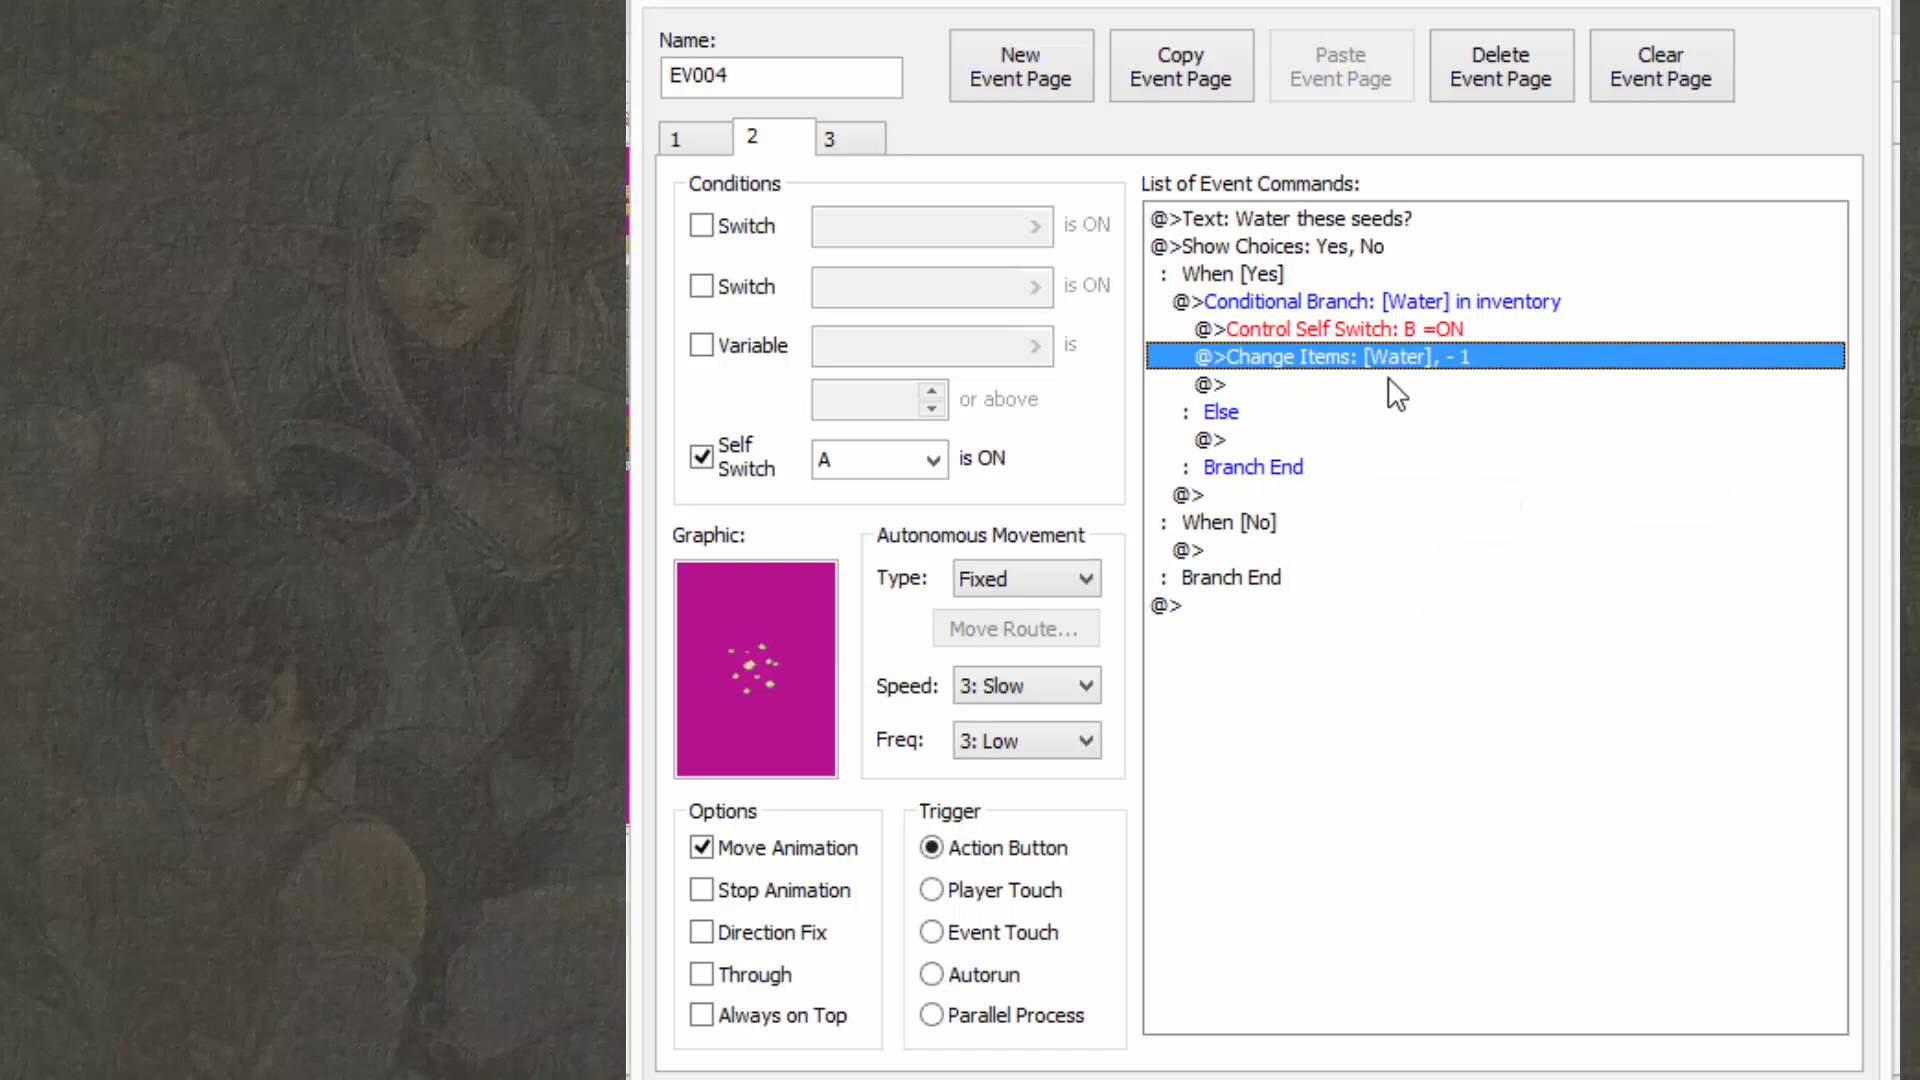 Name:
EV004
New
Event Page
Copy
Event Page
Paste
Event Page
Delete
Event Page
Clear
Event Page
1
2
3
Conditions
Switch
is ON
Switch
is ON
Variable
is
or above
Self
Switch
A
is ON
Graphic:
Autonomous Movement
Type:
Fixed
Move Route...
Speed:
3: Slow
Freq:
3: Low
Options
Move Animation
Stop Animation
Direction Fix
Through
Always on Top
Trigger
Action Button
Player Touch
Event Touch
Autorun
Parallel Process
List of Event Commands:
@>Text: Water these seeds?
@>Show Choices: Yes, No
: When [Yes]
@>Conditional Branch: [Water] in inventory
@>Control Self Switch: B =ON
@>Change Items: [Water], - 1
@>
: Else
@>
: Branch End
@>
: When [No]
@>
: Branch End
@>